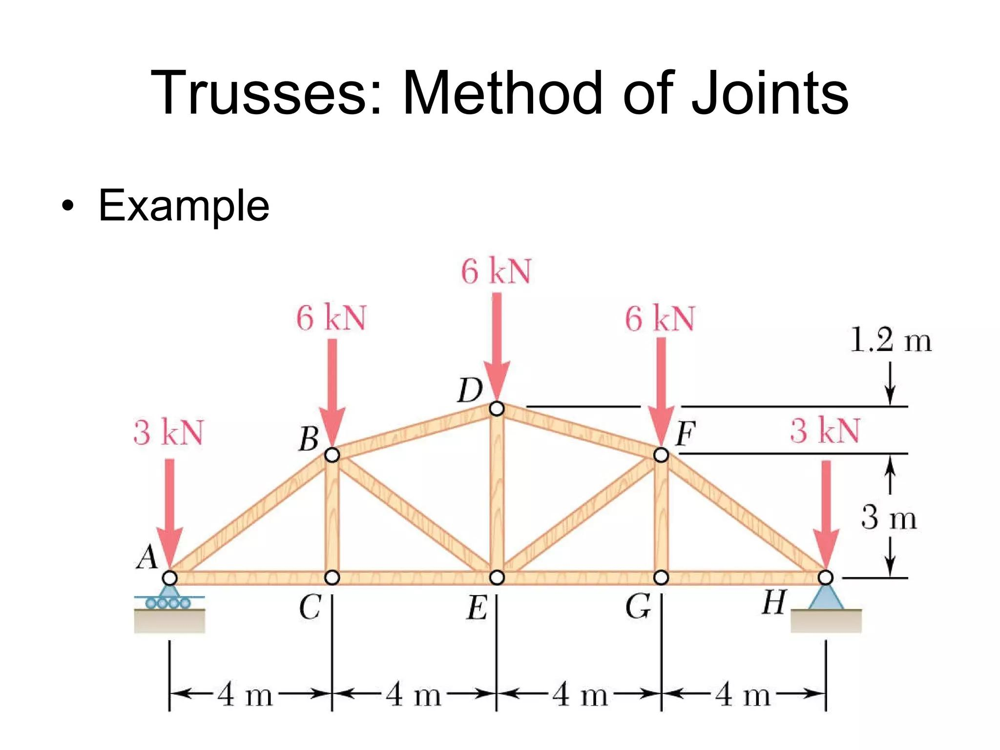 Trusses: Method of Joints
• Example
6 kN
6 kN
6 kN
1.2 m
D
3 kN
B
F
3 kN
3 m
A
C
E
G
H
4 m
4 m
4 m
4 m